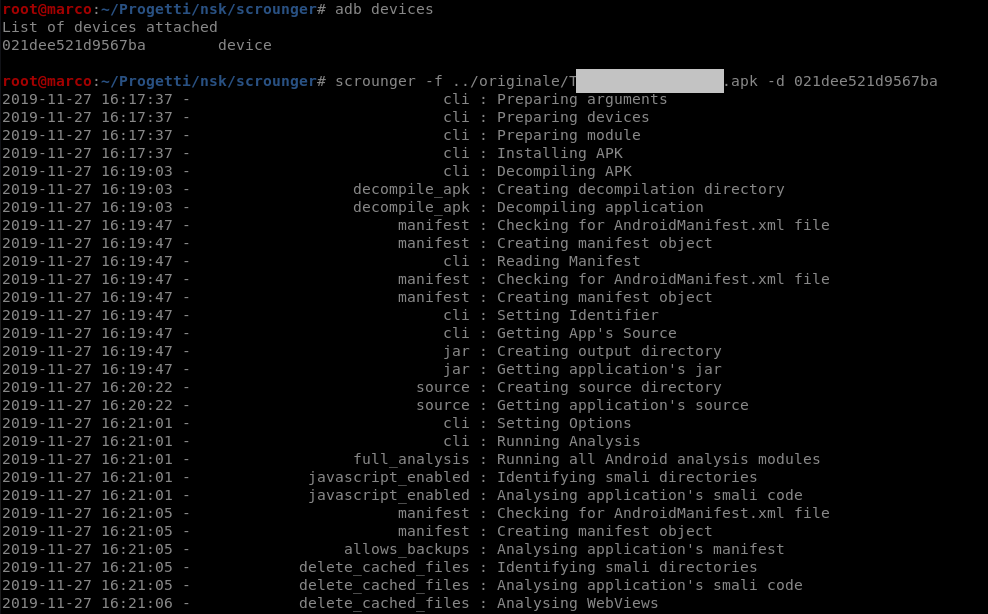 root@marco:~/Progetti/nsk/scrounger# adb devices
List of devices attached
021dee521d9567ba        device
root@marco:~/Progetti/nsk/scrounger# scrounger -f ../originale/T .apk -d 021dee521d9567ba
2019-11-27 16:17:37 -                            cli : Preparing arguments
2019-11-27 16:17:37 -                            cli : Preparing devices
2019-11-27 16:17:37 -                            cli : Preparing module
2019-11-27 16:17:37 -                            cli : Installing APK
2019-11-27 16:19:03 -                            cli : Decompiling APK
2019-11-27 16:19:03 -                  decompile_apk : Creating decompilation directory
2019-11-27 16:19:03 -                  decompile_apk : Decompiling application
2019-11-27 16:19:47 -                       manifest : Checking for AndroidManifest.xml file
2019-11-27 16:19:47 -                       manifest : Creating manifest object
2019-11-27 16:19:47 -                            cli : Reading Manifest
2019-11-27 16:19:47 -                       manifest : Checking for AndroidManifest.xml file
2019-11-27 16:19:47 -                       manifest : Creating manifest object
2019-11-27 16:19:47 -                            cli : Setting Identifier
2019-11-27 16:19:47 -                            cli : Getting App's Source
2019-11-27 16:19:47 -                            jar : Creating output directory
2019-11-27 16:19:47 -                            jar : Getting application's jar
2019-11-27 16:20:22 -                         source : Creating source directory
2019-11-27 16:20:22 -                         source : Getting application's source
2019-11-27 16:21:01 -                            cli : Setting Options
2019-11-27 16:21:01 -                            cli : Running Analysis
2019-11-27 16:21:01 -                  full_analysis : Running all Android analysis modules
2019-11-27 16:21:01 -             javascript_enabled : Identifying smali directories
2019-11-27 16:21:01 -             javascript_enabled : Analysing application's smali code
2019-11-27 16:21:05 -                       manifest : Checking for AndroidManifest.xml file
2019-11-27 16:21:05 -                       manifest : Creating manifest object
2019-11-27 16:21:05 -                 allows_backups : Analysing application's manifest
2019-11-27 16:21:05 -            delete_cached_files : Identifying smali directories
2019-11-27 16:21:05 -            delete_cached_files : Analysing application's smali code
2019-11-27 16:21:06 -            delete_cached_files : Analysing WebViews